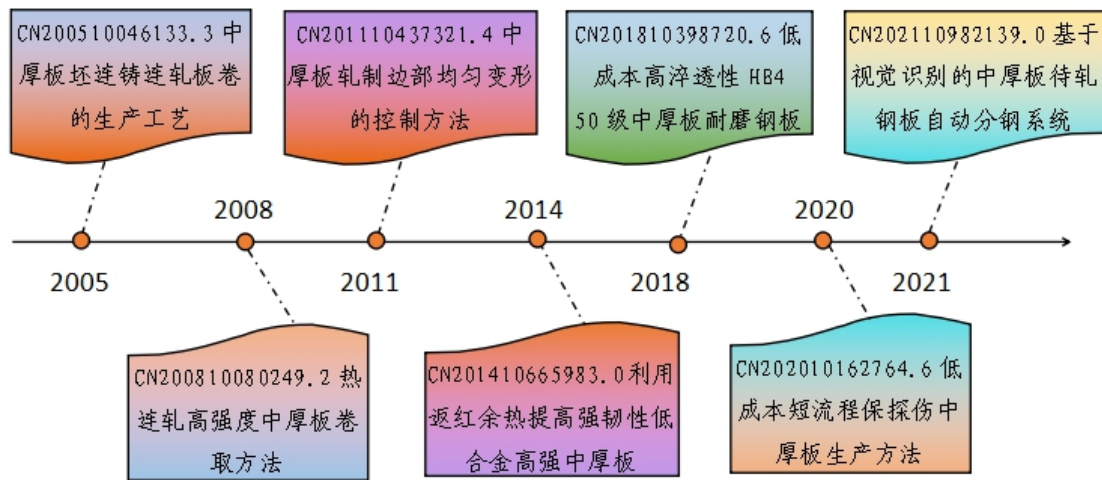 CN200510046133.3 中
厚板坯连铸连轧板卷
的生产工艺
CN201110437321.4 中
厚板轧制边部均匀变形
的控制方法
CN201810398720.6 低
成本高淬透性 HB4
50 级中厚板耐磨钢板
CN202110982139.0 基于
视觉识别的中厚板待轧
钢板自动分钢系统
2008
2014
2020
2005
2011
2018
2021
CN200810080249.2 热
连轧高强度中厚板卷
取方法
CN201410665983.0 利用
返红余热提高强韧性低
合金高强中厚板
CN202010162764.6 低
成本短流程保探伤中
厚板生产方法